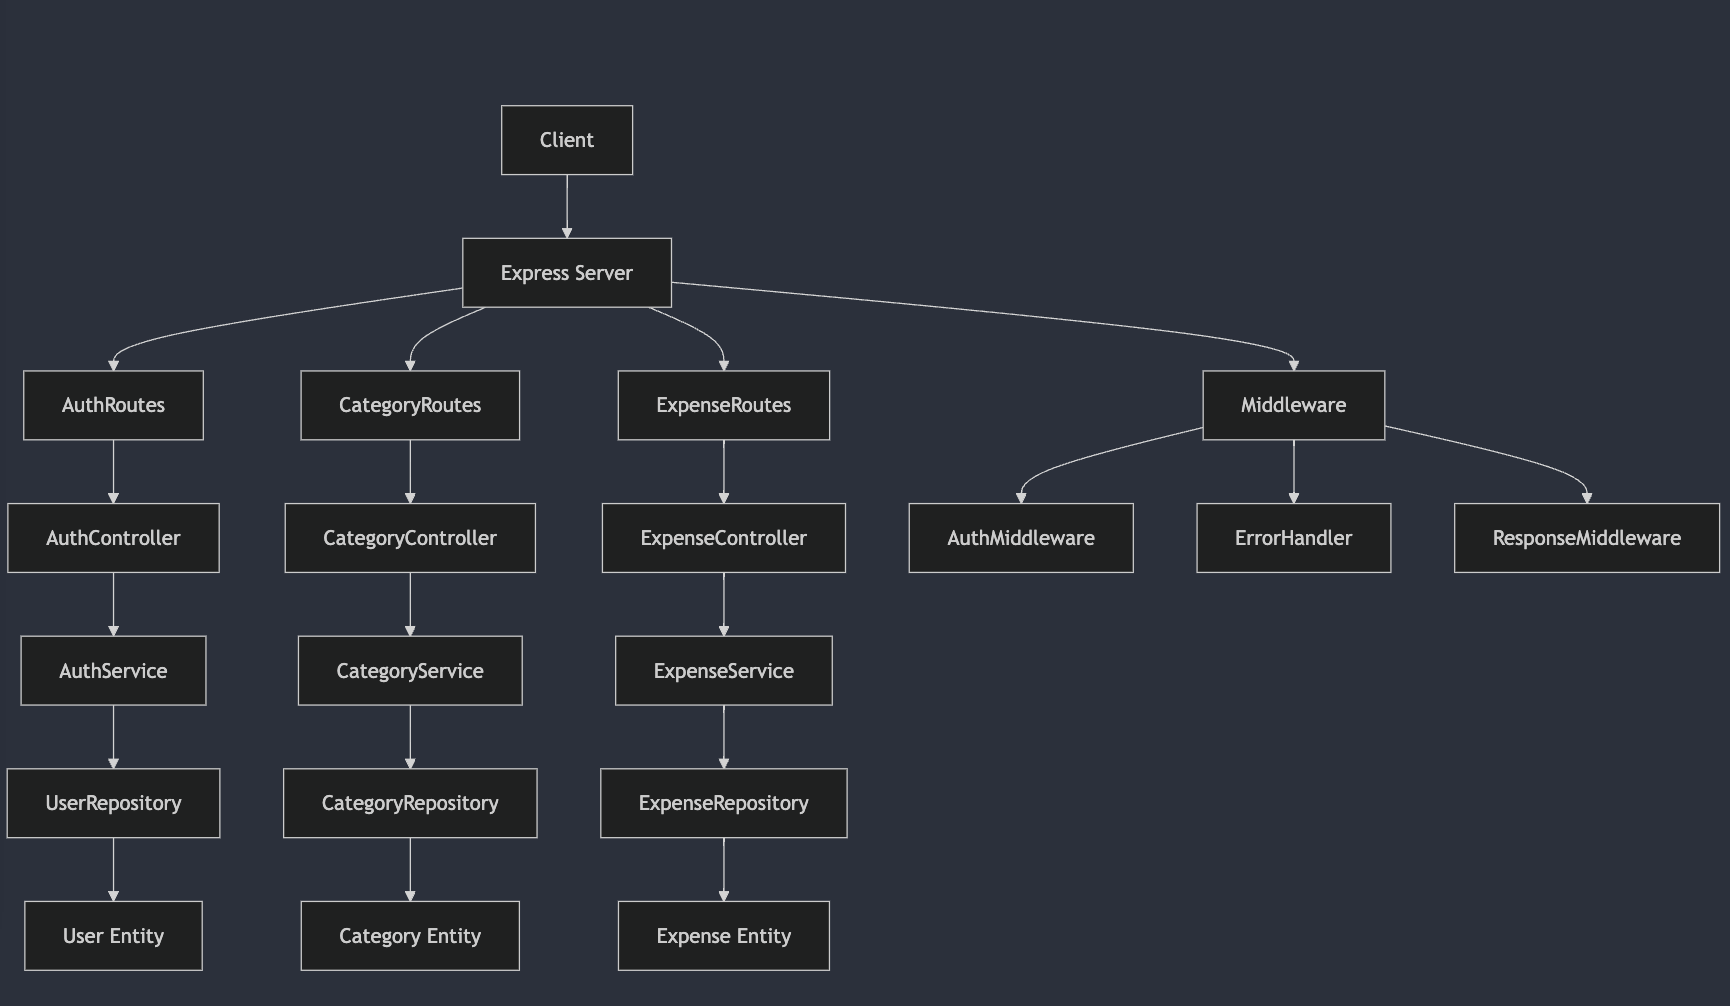 Client
Express Server
AuthRoutes
CategoryRoutes
ExpenseRoutes
Middleware
AuthController
CategoryController
ExpenseController
AuthMiddleware
ErrorHandler
ResponseMiddleware
AuthService
CategoryService
ExpenseService
UserRepository
CategoryRepository
ExpenseRepository
User Entity
Category Entity
Expense Entity